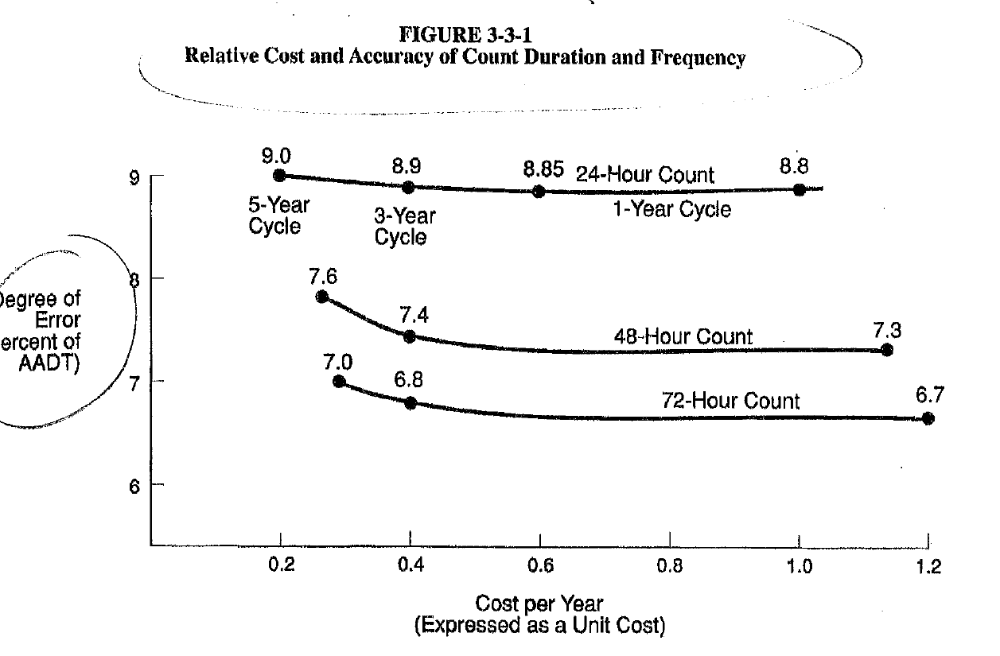 FIGURE 3-3-1
Relative Cost and Accuracy of Count Duration and Frequency
9.0
8.9
8.85 24-Hour Count
8.8
9
5-Year
Cycle
3-Year
Cycle
1-Year Cycle
8
7.6
7.4
48-Hour Count
7.3
egree of
Error
ercent of
AADT)
7
7.0
6.8
72-Hour Count
6.7
6
0.2 0.4 0.6 0.8 1.0 1.2
Cost per Year
(Expressed as a Unit Cost)